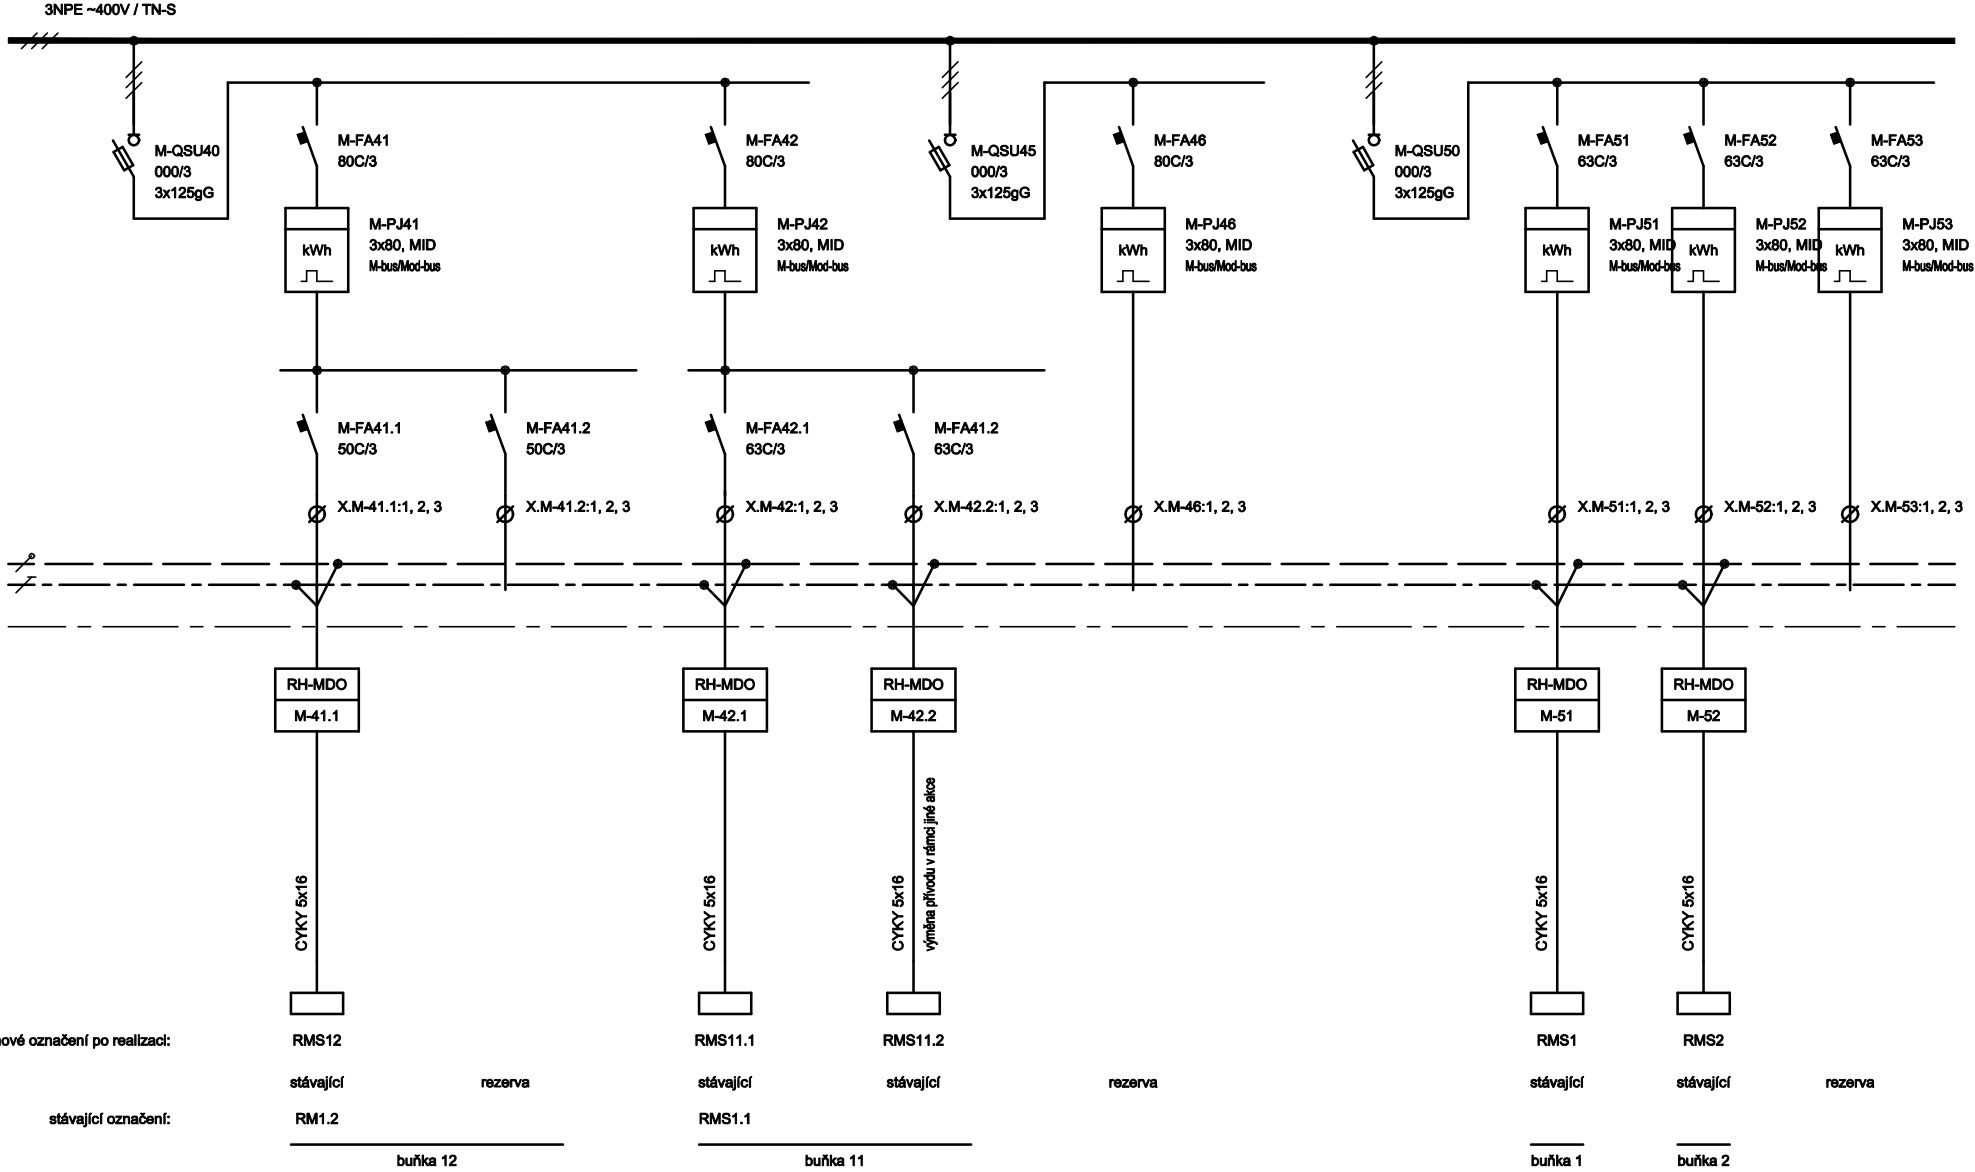 3NPE ~400V / TN-S
M-QSU40
000/3
3x125gG
M-FA41
80C/3
M-FA42
80C/3
M-QSU45
000/3
3x125gG
M-FA46
80C/3
M-QSU50
000/3
3x125gG
M-FA51
63C/3
M-FA52
63C/3
M-FA53
63C/3
kWh
M-PJ41
3x80, MID
M-bus/Mod-bus
kWh
M-PJ42
3x80, MID
M-bus/Mod-bus
kWh
M-PJ46
3x80, MID
M-bus/Mod-bus
kWh
M-PJ51
3x80, MID
M-bus/Mod-bus
kWh
M-PJ52
3x80, MID
M-bus/Mod-bus
kWh
M-PJ53
3x80, MID
M-bus/Mod-bus
M-FA41.1
50C/3
M-FA41.2
50C/3
M-FA42.1
63C/3
M-FA41.2
63C/3
X.M-41.1:1, 2, 3
X.M-41.2:1, 2, 3
X.M-42:1, 2, 3
X.M-42.2:1, 2, 3
X.M-46:1, 2, 3
X.M-51:1, 2, 3
X.M-52:1, 2, 3
X.M-53:1, 2, 3
RH-MDO
M-41.1
RH-MDO
M-42.1
RH-MDO
M-42.2
RH-MDO
M-51
RH-MDO
M-52
CYKY 5x16
CYKY 5x16
CYKY 5x16
výměna přívodu v rámci jiné akce
CYKY 5x16
CYKY 5x16
nové označení po realizaci:
RMS12
RMS11.1
RMS11.2
RMS1
RMS2
stávající
rezerva
stávající
stávající
rezerva
stávající
stávající
rezerva
stávající označení:
RM1.2
RMS1.1
buňka 12
buňka 11
buňka 1
buňka 2